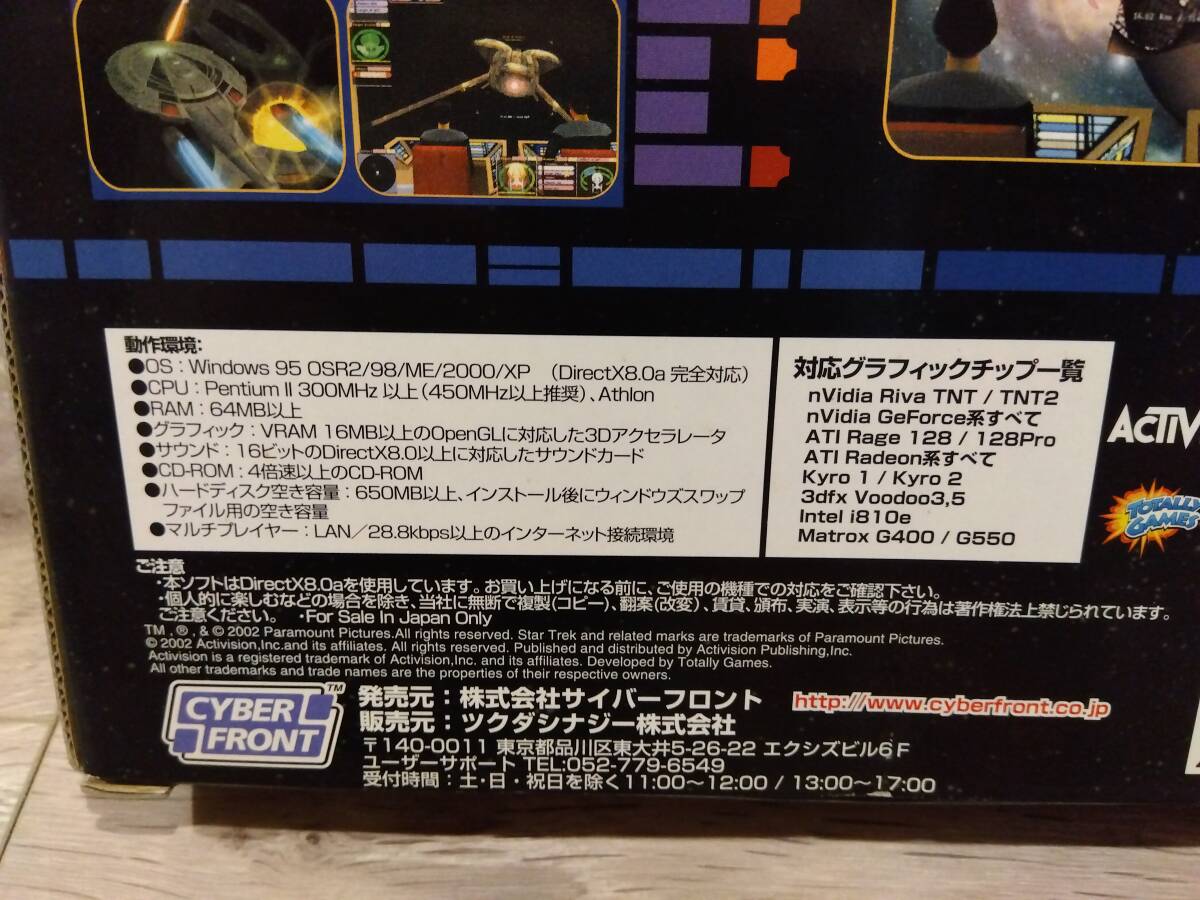 動作環境:
●OS：Windows 95 OSR2/98/ME/2000/XP （DirectX8.0a 完全対応）
●CPU：Pentium II 300MHz 以上（450MHz以上推奨）、Athlon
●RAM：64MB以上
●グラフィック：VRAM 16MB以上のOpenGLに対応した3Dアクセラレータ
●サウンド：16ビットのDirectX8.0以上に対応したサウンドカード
●CD-ROM：4倍速以上のCD-ROM
●ハードディスク空き容量：650MB以上、インストール後にウィンドウズスワップ
ファイル用の空き容量
●マルチプレイヤー：LAN／28.8kbps以上のインターネット接続環境
対応グラフィックチップ一覧
nVidia Riva TNT / TNT2
nVidia GeForce系すべて
ATI Rage 128 / 128Pro
ATI Radeon系すべて
Kyro 1 / Kyro 2
3dfx Voodoo3,5
Intel i810e
Matrox G400 / G550
ACTIV
TOTALLY
GAMES
ご注意
・本ソフトはDirectX8.0aを使用しています。お買い上げになる前に、ご使用の機種での対応をご確認下さい。
・個人的に楽しむなどの場合を除き、当社に無断で複製(コピー)、翻案(改変)、賃貸、頒布、実演、表示等の行為は著作権法上禁じられています。
ご注意ください。 ・For Sale In Japan Only
TM , ® , & © 2002 Paramount Pictures.All rights reserved. Star Trek and related marks are trademarks of Paramount Pictures.
© 2002 Activision,Inc.and its affiliates. All rights reserved. Published and distributed by Activision Publishing,Inc.
Activision is a registered trademark of Activision,Inc. and its affiliates. Developed by Totally Games.
All other trademarks and trade names are the properties of their respective owners.
CYBER
FRONT
TM
発売元：株式会社サイバーフロント
販売元：ツクダシナジー株式会社
http://www.cyberfront.co.jp
〒140-0011 東京都品川区東大井5-26-22 エクシズビル6F
ユーザーサポート TEL:052-779-6549
受付時間：土・日・祝日を除く11:00〜12:00 / 13:00〜17:00